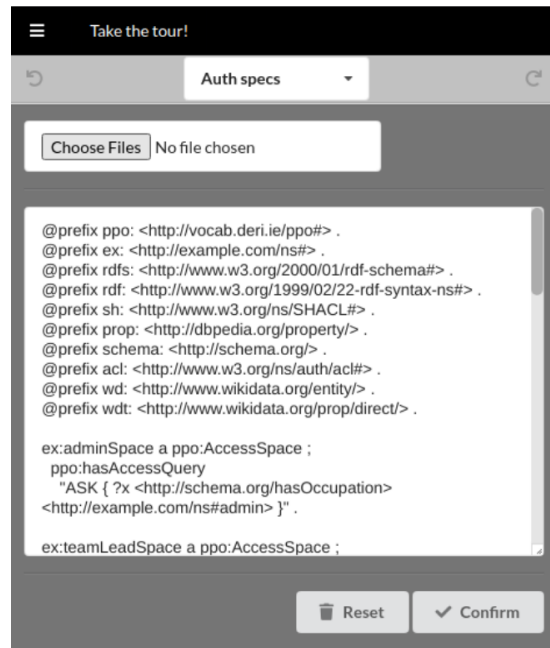 Take the tour!
Auth specs
Choose Files No file chosen
@prefix ppo: <http://vocab.deri.ie/ppo#> .
@prefix ex: <http://example.com/ns#> .
@prefix rdfs: <http://www.w3.org/2000/01/rdf-schema#> .
@prefix rdf: <http://www.w3.org/1999/02/22-rdf-syntax-ns#> .
@prefix sh: <http://www.w3.org/ns/SHACL#> .
@prefix prop: <http://dbpedia.org/property/> .
@prefix schema: <http://schema.org/> .
@prefix acl: <http://www.w3.org/ns/auth/acl#> .
@prefix wd: <http://www.wikidata.org/entity/> .
@prefix wdt: <http://www.wikidata.org/prop/direct/> .
ex:adminSpace a ppo:AccessSpace ;
ppo:hasAccessQuery
"ASK { ?x <http://schema.org/hasOccupation>
<http://example.com/ns#admin> }" .
ex:teamLeadSpace a ppo:AccessSpace ;
Reset
Confirm